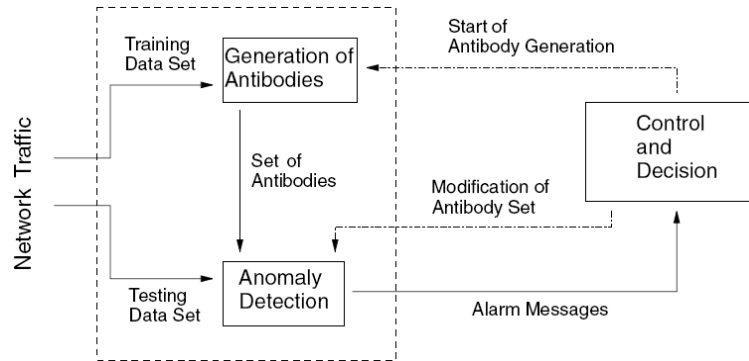 Start of
Antibody Generation
Training
Data Set
Generation of
Antibodies
Control
and
Decision
Network Traffic
Set of
Antibodies
Modification of
Antibody Set
Anomaly
Detection
Testing
Data Set
Alarm Messages